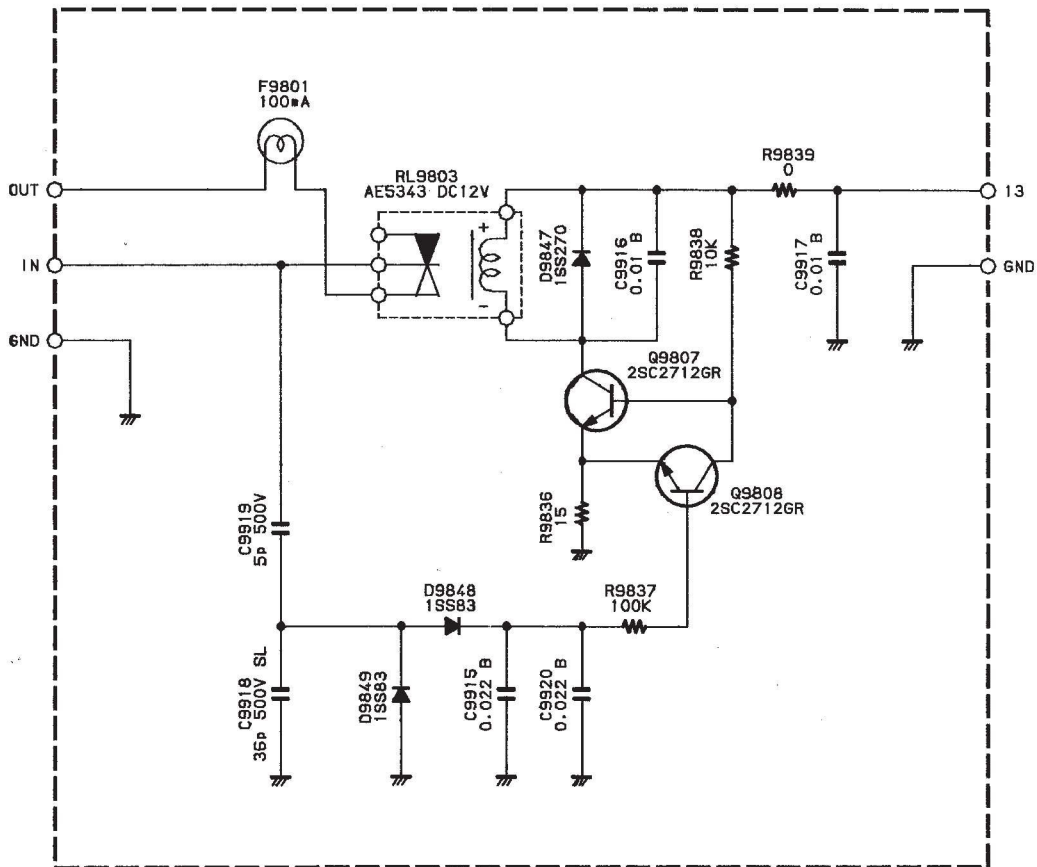 F9801
100mA
OUT
RL9803
AE5343 DC12V
R9839
0
13
IN
+
-
D9847
1SS270
C9916
0.01 B
R9838
10K
C9917
0.01 B
GND
GND
Q9807
2SC2712GR
Q9808
2SC2712GR
R9836
15
C9919
5p 500V
D9848
1SS83
R9837
100K
C9918
36p 500V SL
D9849
1SS83
C9915
0.022 B
C9920
0.022 B